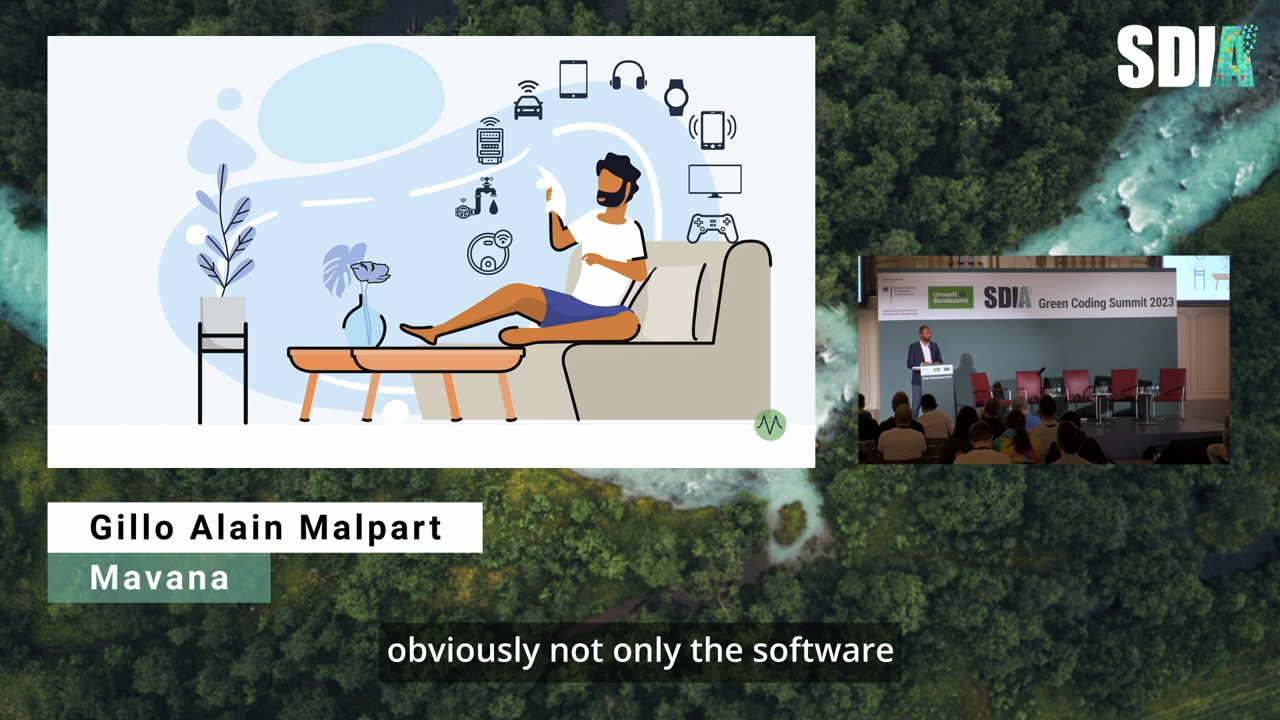 SDIA
Umwelt
Bundesamt
SDIA
Green Coding Summit 2023
Gillo Alain Malpart
Mavana
obviously not only the software